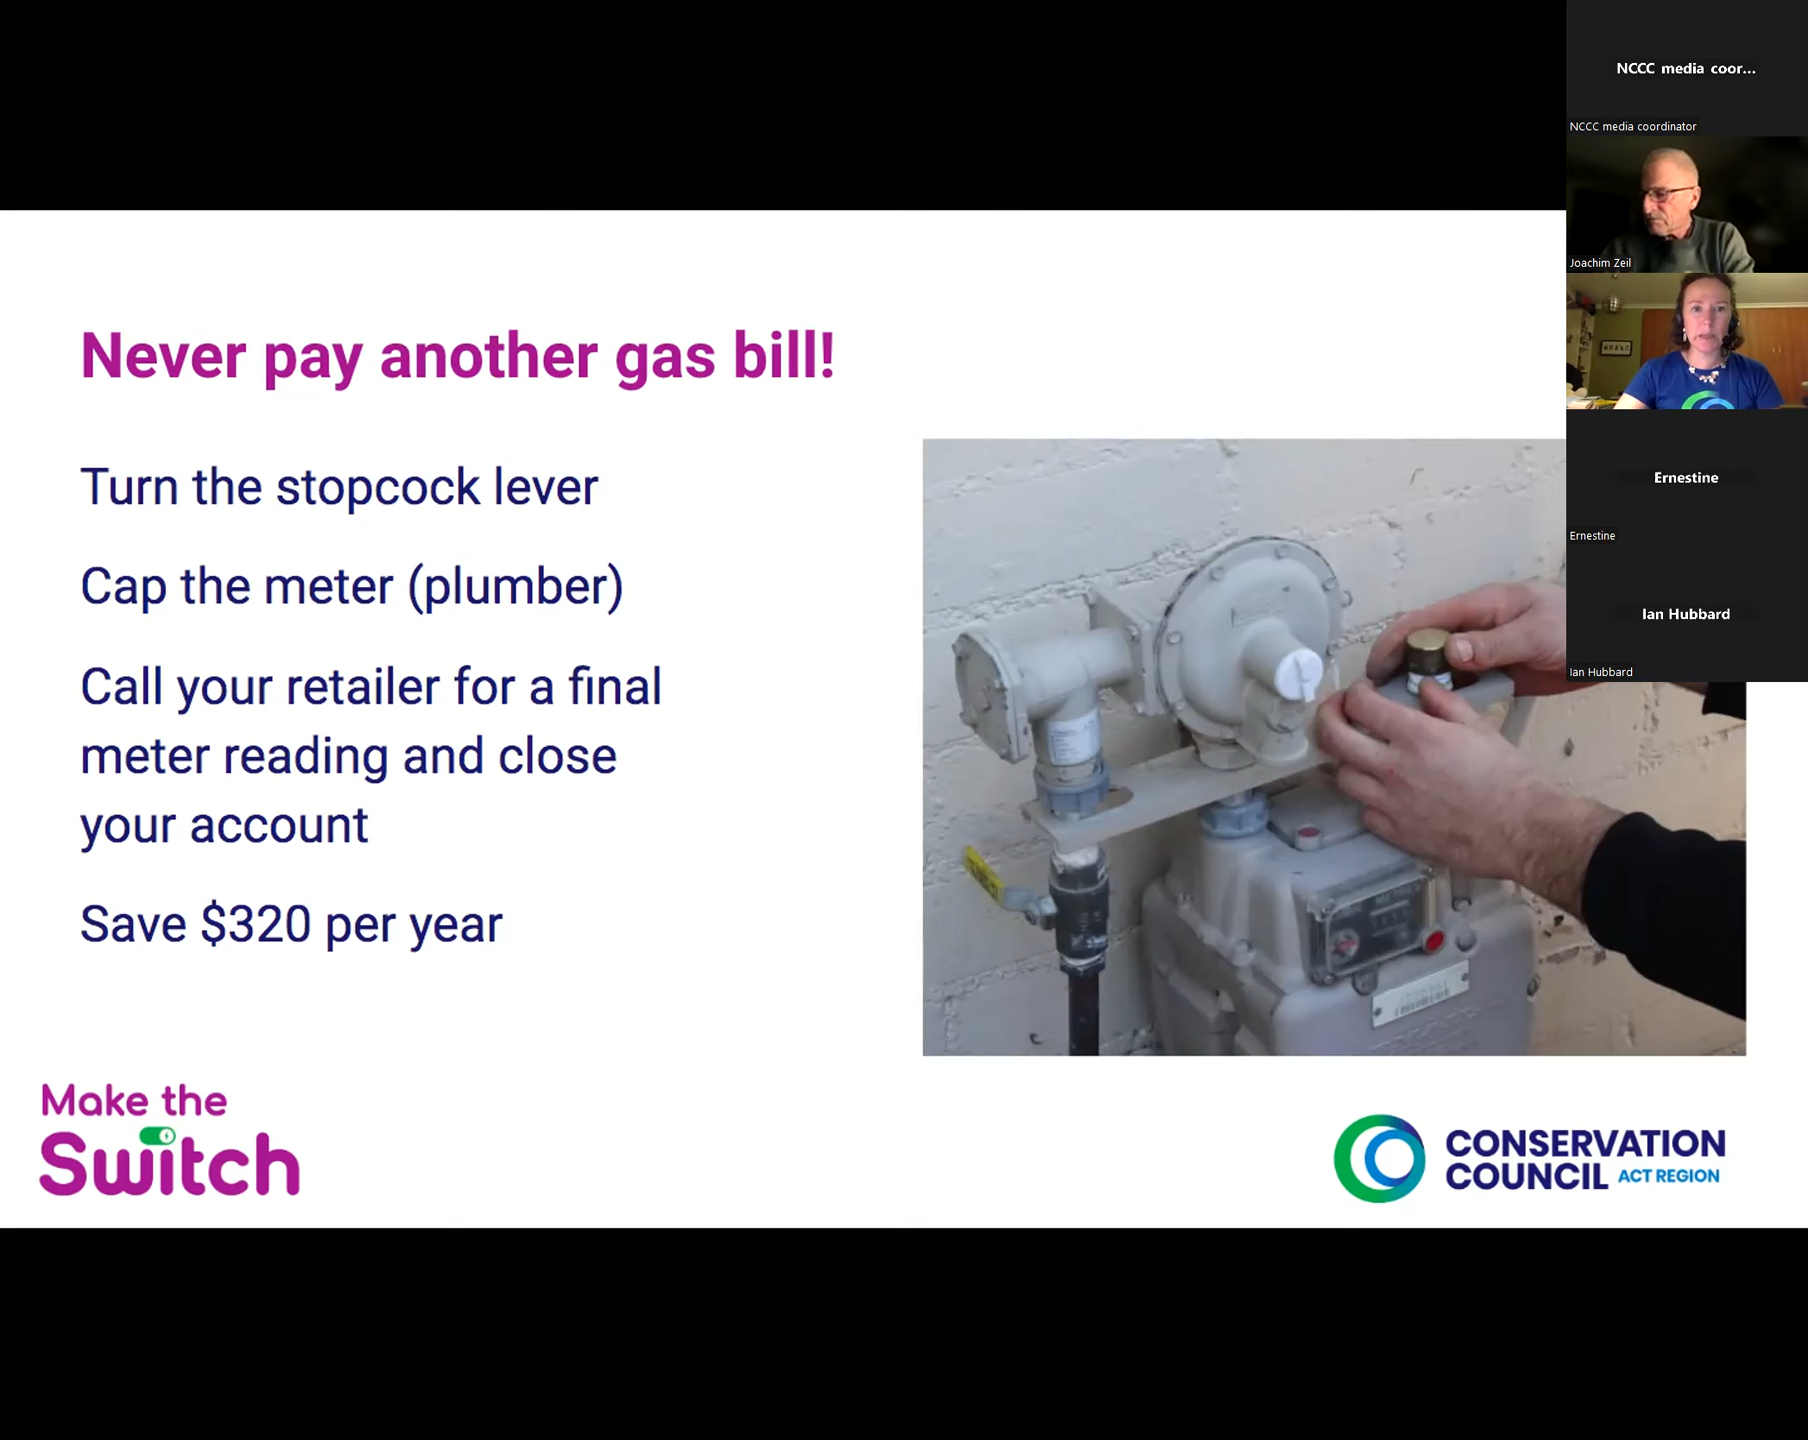 NCCC media coor...
NCCC media coordinator
Joachim Zeil
Never pay another gas bill!
Turn the stopcock lever
Cap the meter (plumber)
Call your retailer for a final
meter reading and close
your account
Save $320 per year
Ernestine
Ernestine
Ian Hubbard
Ian Hubbard
Make the
Switch
CONSERVATION
COUNCIL ACT REGION